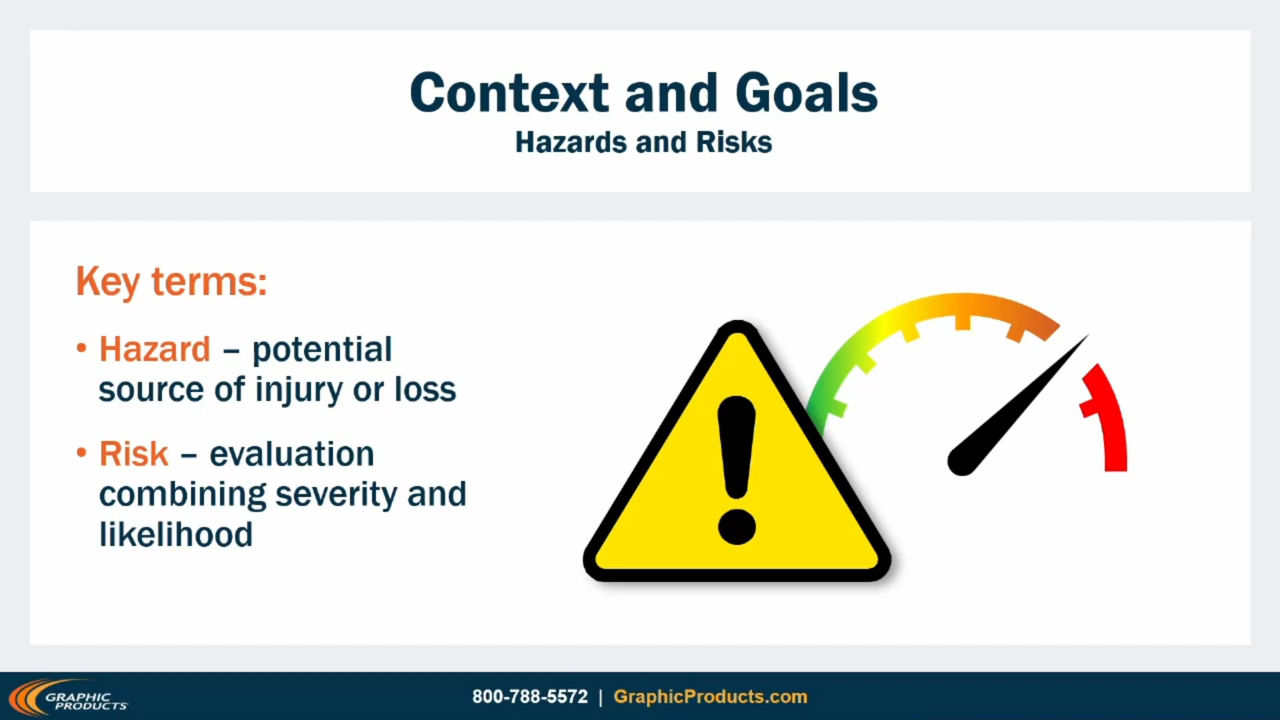 Context and Goals
Hazards and Risks
Key terms:
• Hazard – potential
source of injury or loss
• Risk – evaluation
combining severity and
likelihood
GRAPHIC
PRODUCTS
800-788-5572 | GraphicProducts.com